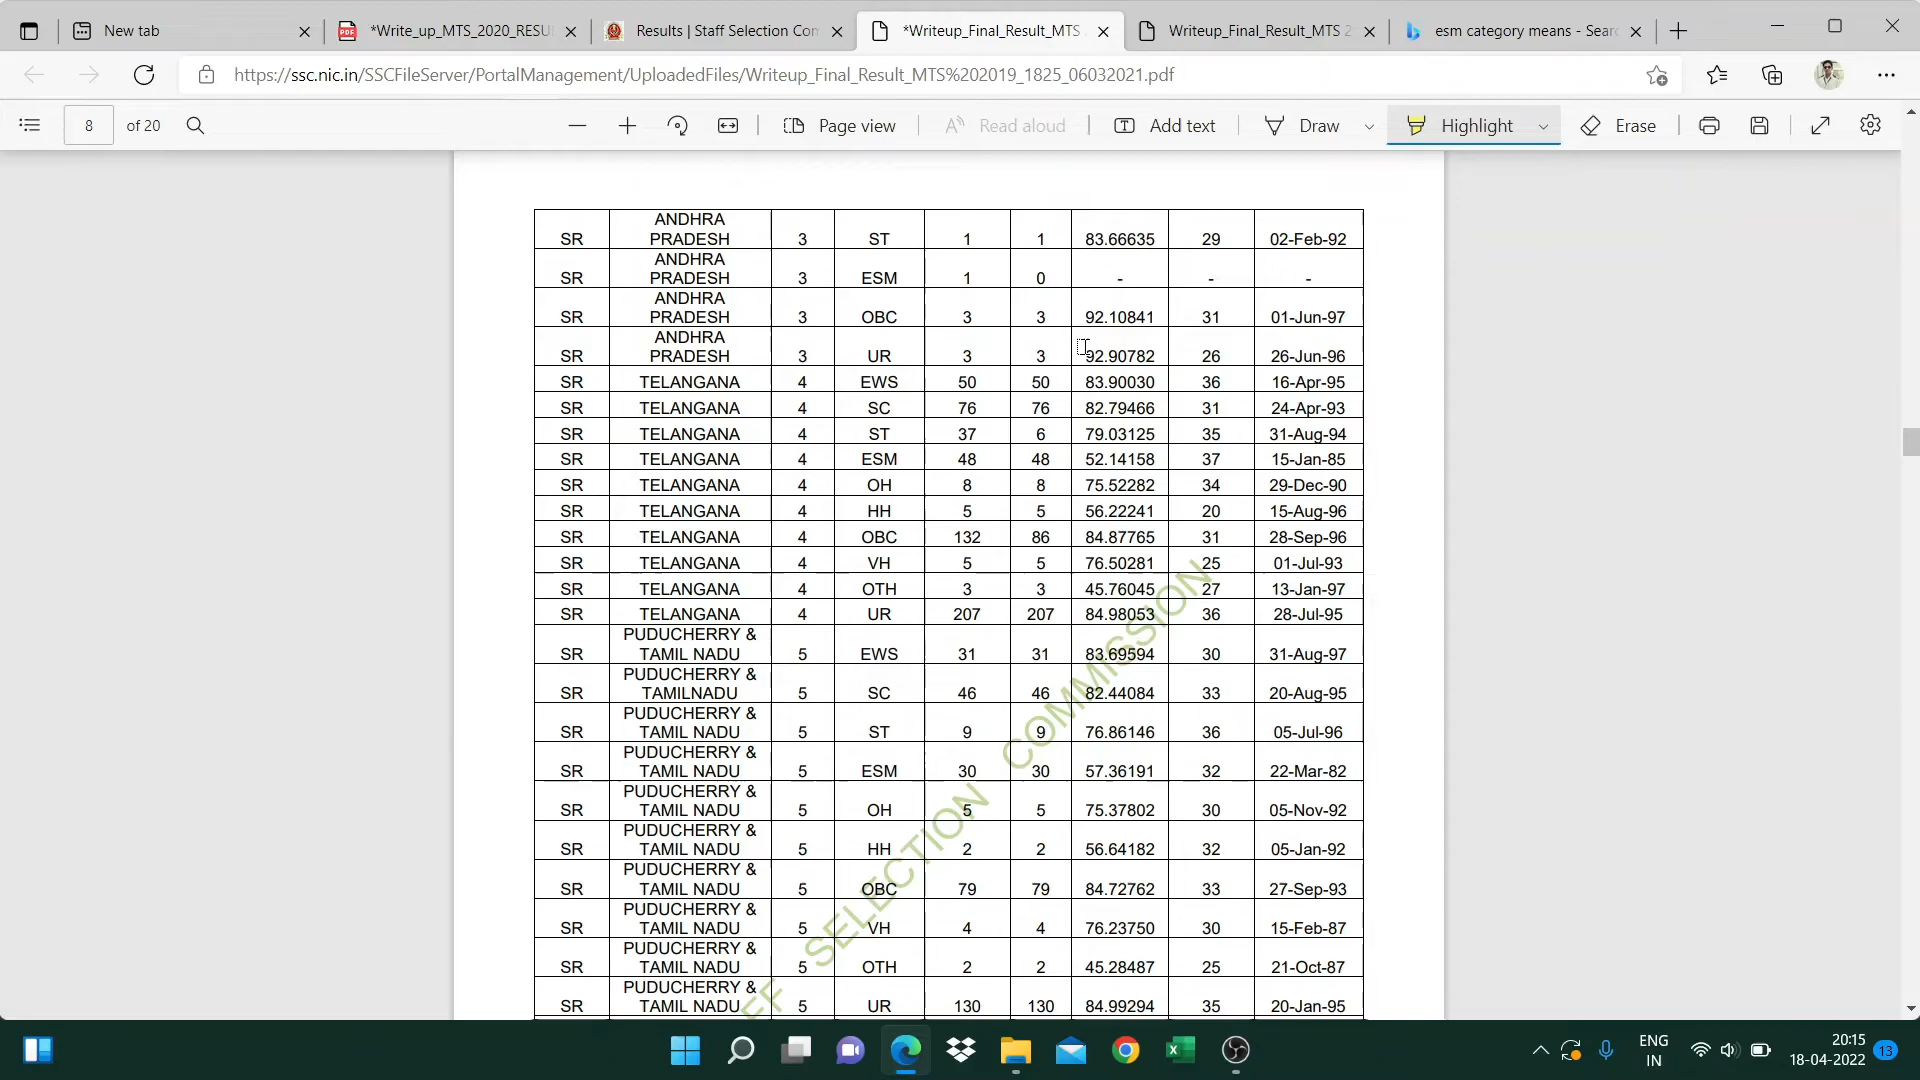 New tab
*Write_up_MTS_2020_RESU
Results | Staff Selection Com
*Writeup_Final_Result_MTS
Writeup_Final_Result_MTS 2
esm category means - Searc
https://ssc.nic.in/SSCFileServer/PortalManagement/UploadedFiles/Writeup_Final_Result_MTS%202019_1825_06032021.pdf
8 of 20 Page view Read aloud Add text Draw Highlight Erase
ANDHRA
SR PRADESH 3 ST 1 1 83.66635 29 02-Feb-92
ANDHRA
SR PRADESH 3 ESM 1 0 - - -
ANDHRA
SR PRADESH 3 OBC 3 3 92.10841 31 01-Jun-97
ANDHRA
SR PRADESH 3 UR 3 3 92.90782 26 26-Jun-96
SR TELANGANA 4 EWS 50 50 83.90030 36 16-Apr-95
SR TELANGANA 4 SC 76 76 82.79466 31 24-Apr-93
SR TELANGANA 4 ST 37 6 79.03125 35 31-Aug-94
SR TELANGANA 4 ESM 48 48 52.14158 37 15-Jan-85
SR TELANGANA 4 OH 8 8 75.52282 34 29-Dec-90
SR TELANGANA 4 HH 5 5 56.22241 20 15-Aug-96
SR TELANGANA 4 OBC 132 86 84.87765 31 28-Sep-96
SR TELANGANA 4 VH 5 5 76.50281 25 01-Jul-93
SR TELANGANA 4 OTH 3 3 45.76045 27 13-Jan-97
SR TELANGANA 4 UR 207 207 84.98053 36 28-Jul-95
PUDUCHERRY &
SR TAMIL NADU 5 EWS 31 31 83.69594 30 31-Aug-97
PUDUCHERRY &
SR TAMILNADU 5 SC 46 46 82.44084 33 20-Aug-95
PUDUCHERRY &
SR TAMIL NADU 5 ST 9 9 76.86146 36 05-Jul-96
PUDUCHERRY &
SR TAMIL NADU 5 ESM 30 30 57.36191 32 22-Mar-82
PUDUCHERRY &
SR TAMIL NADU 5 OH 5 5 75.37802 30 05-Nov-92
PUDUCHERRY &
SR TAMIL NADU 5 HH 2 2 56.64182 32 05-Jan-92
PUDUCHERRY &
SR TAMIL NADU 5 OBC 79 79 84.72762 33 27-Sep-93
PUDUCHERRY &
SR TAMIL NADU 5 VH 4 4 76.23750 30 15-Feb-87
PUDUCHERRY &
SR TAMIL NADU 5 OTH 2 2 45.28487 25 21-Oct-87
PUDUCHERRY &
SR TAMIL NADU 5 UR 130 130 84.99294 35 20-Jan-95
FF SELECTION COMMISSION
ENG
IN
20:15
18-04-2022
13